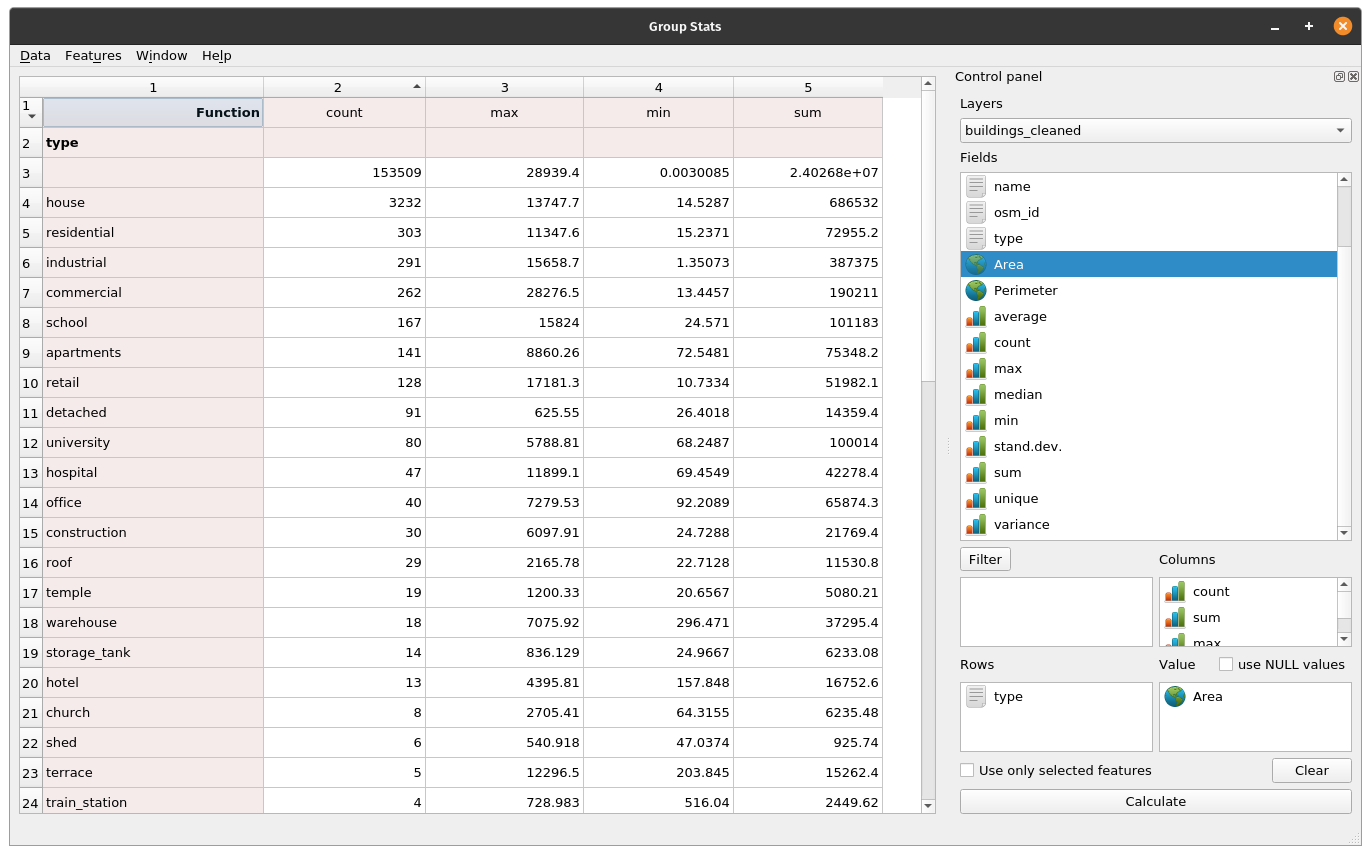 Group Stats
Data Features Window Help
1 2 3 4 5
1 Function count max min sum
2 type
3 153509 28939.4 0.0030085 2.40268e+07
4 house 3232 13747.7 14.5287 686532
5 residential 303 11347.6 15.2371 72955.2
6 industrial 291 15658.7 1.35073 387375
7 commercial 262 28276.5 13.4457 190211
8 school 167 15824 24.571 101183
9 apartments 141 8860.26 72.5481 75348.2
10 retail 128 17181.3 10.7334 51982.1
11 detached 91 625.55 26.4018 14359.4
12 university 80 5788.81 68.2487 100014
13 hospital 47 11899.1 69.4549 42278.4
14 office 40 7279.53 92.2089 65874.3
15 construction 30 6097.91 24.7288 21769.4
16 roof 29 2165.78 22.7128 11530.8
17 temple 19 1200.33 20.6567 5080.21
18 warehouse 18 7075.92 296.471 37295.4
19 storage_tank 14 836.129 24.9667 6233.08
20 hotel 13 4395.81 157.848 16752.6
21 church 8 2705.41 64.3155 6235.48
22 shed 6 540.918 47.0374 925.74
23 terrace 5 12296.5 203.845 15262.4
24 train_station 4 728.983 516.04 2449.62
Control panel
Layers
buildings_cleaned
Fields
name
osm_id
type
Area
Perimeter
average
count
max
median
min
stand.dev.
sum
unique
variance
Filter
Columns
count
sum
max
Rows
type
Value use NULL values
Area
Use only selected features
Clear
Calculate